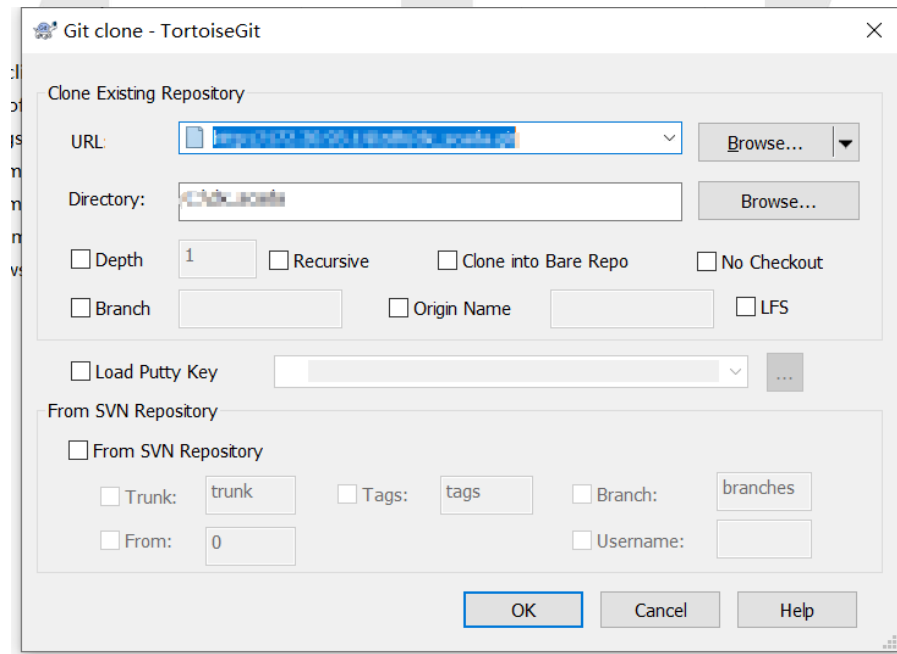 Git clone - TortoiseGit
Clone Existing Repository
URL:
Browse...
Directory:
Browse...
Depth
1
Recursive
Clone into Bare Repo
No Checkout
Branch
Origin Name
LFS
Load Putty Key
...
From SVN Repository
From SVN Repository
Trunk:
trunk
Tags:
tags
Branch:
branches
From:
0
Username:
OK
Cancel
Help